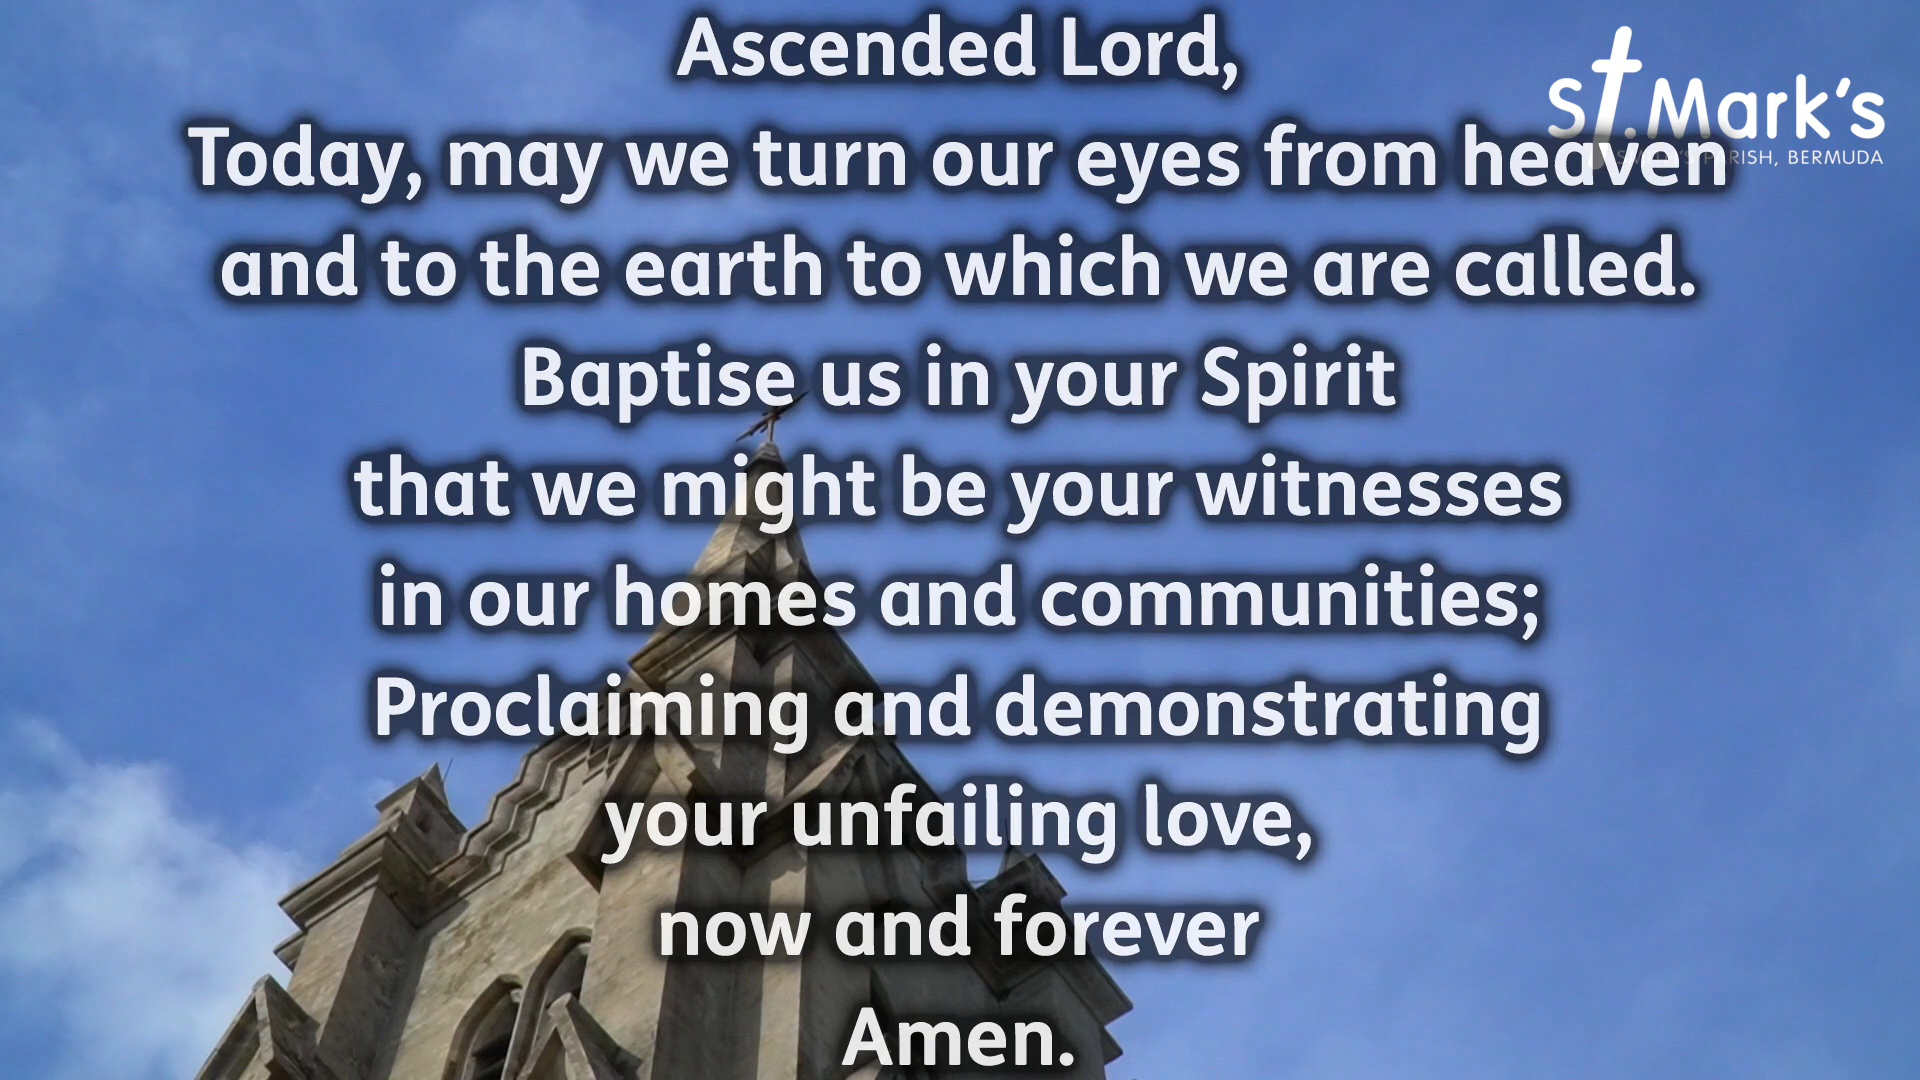 Ascended Lord,
St. Mark's
Today, may we turn our eyes from heaven
PARISH, BERMUDA
and to the earth to which we are called.
Baptise us in your Spirit
that we might be your witnesses
in our homes and communities;
Proclaiming and demonstrating
your unfailing love,
now and forever
Amen.